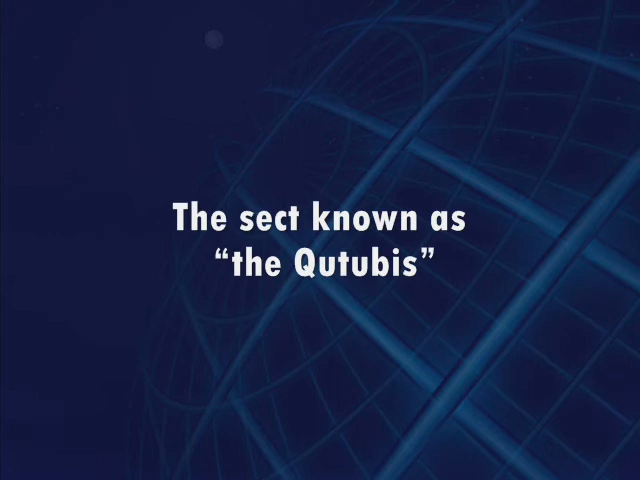 The sect known as
“the Qutubis”